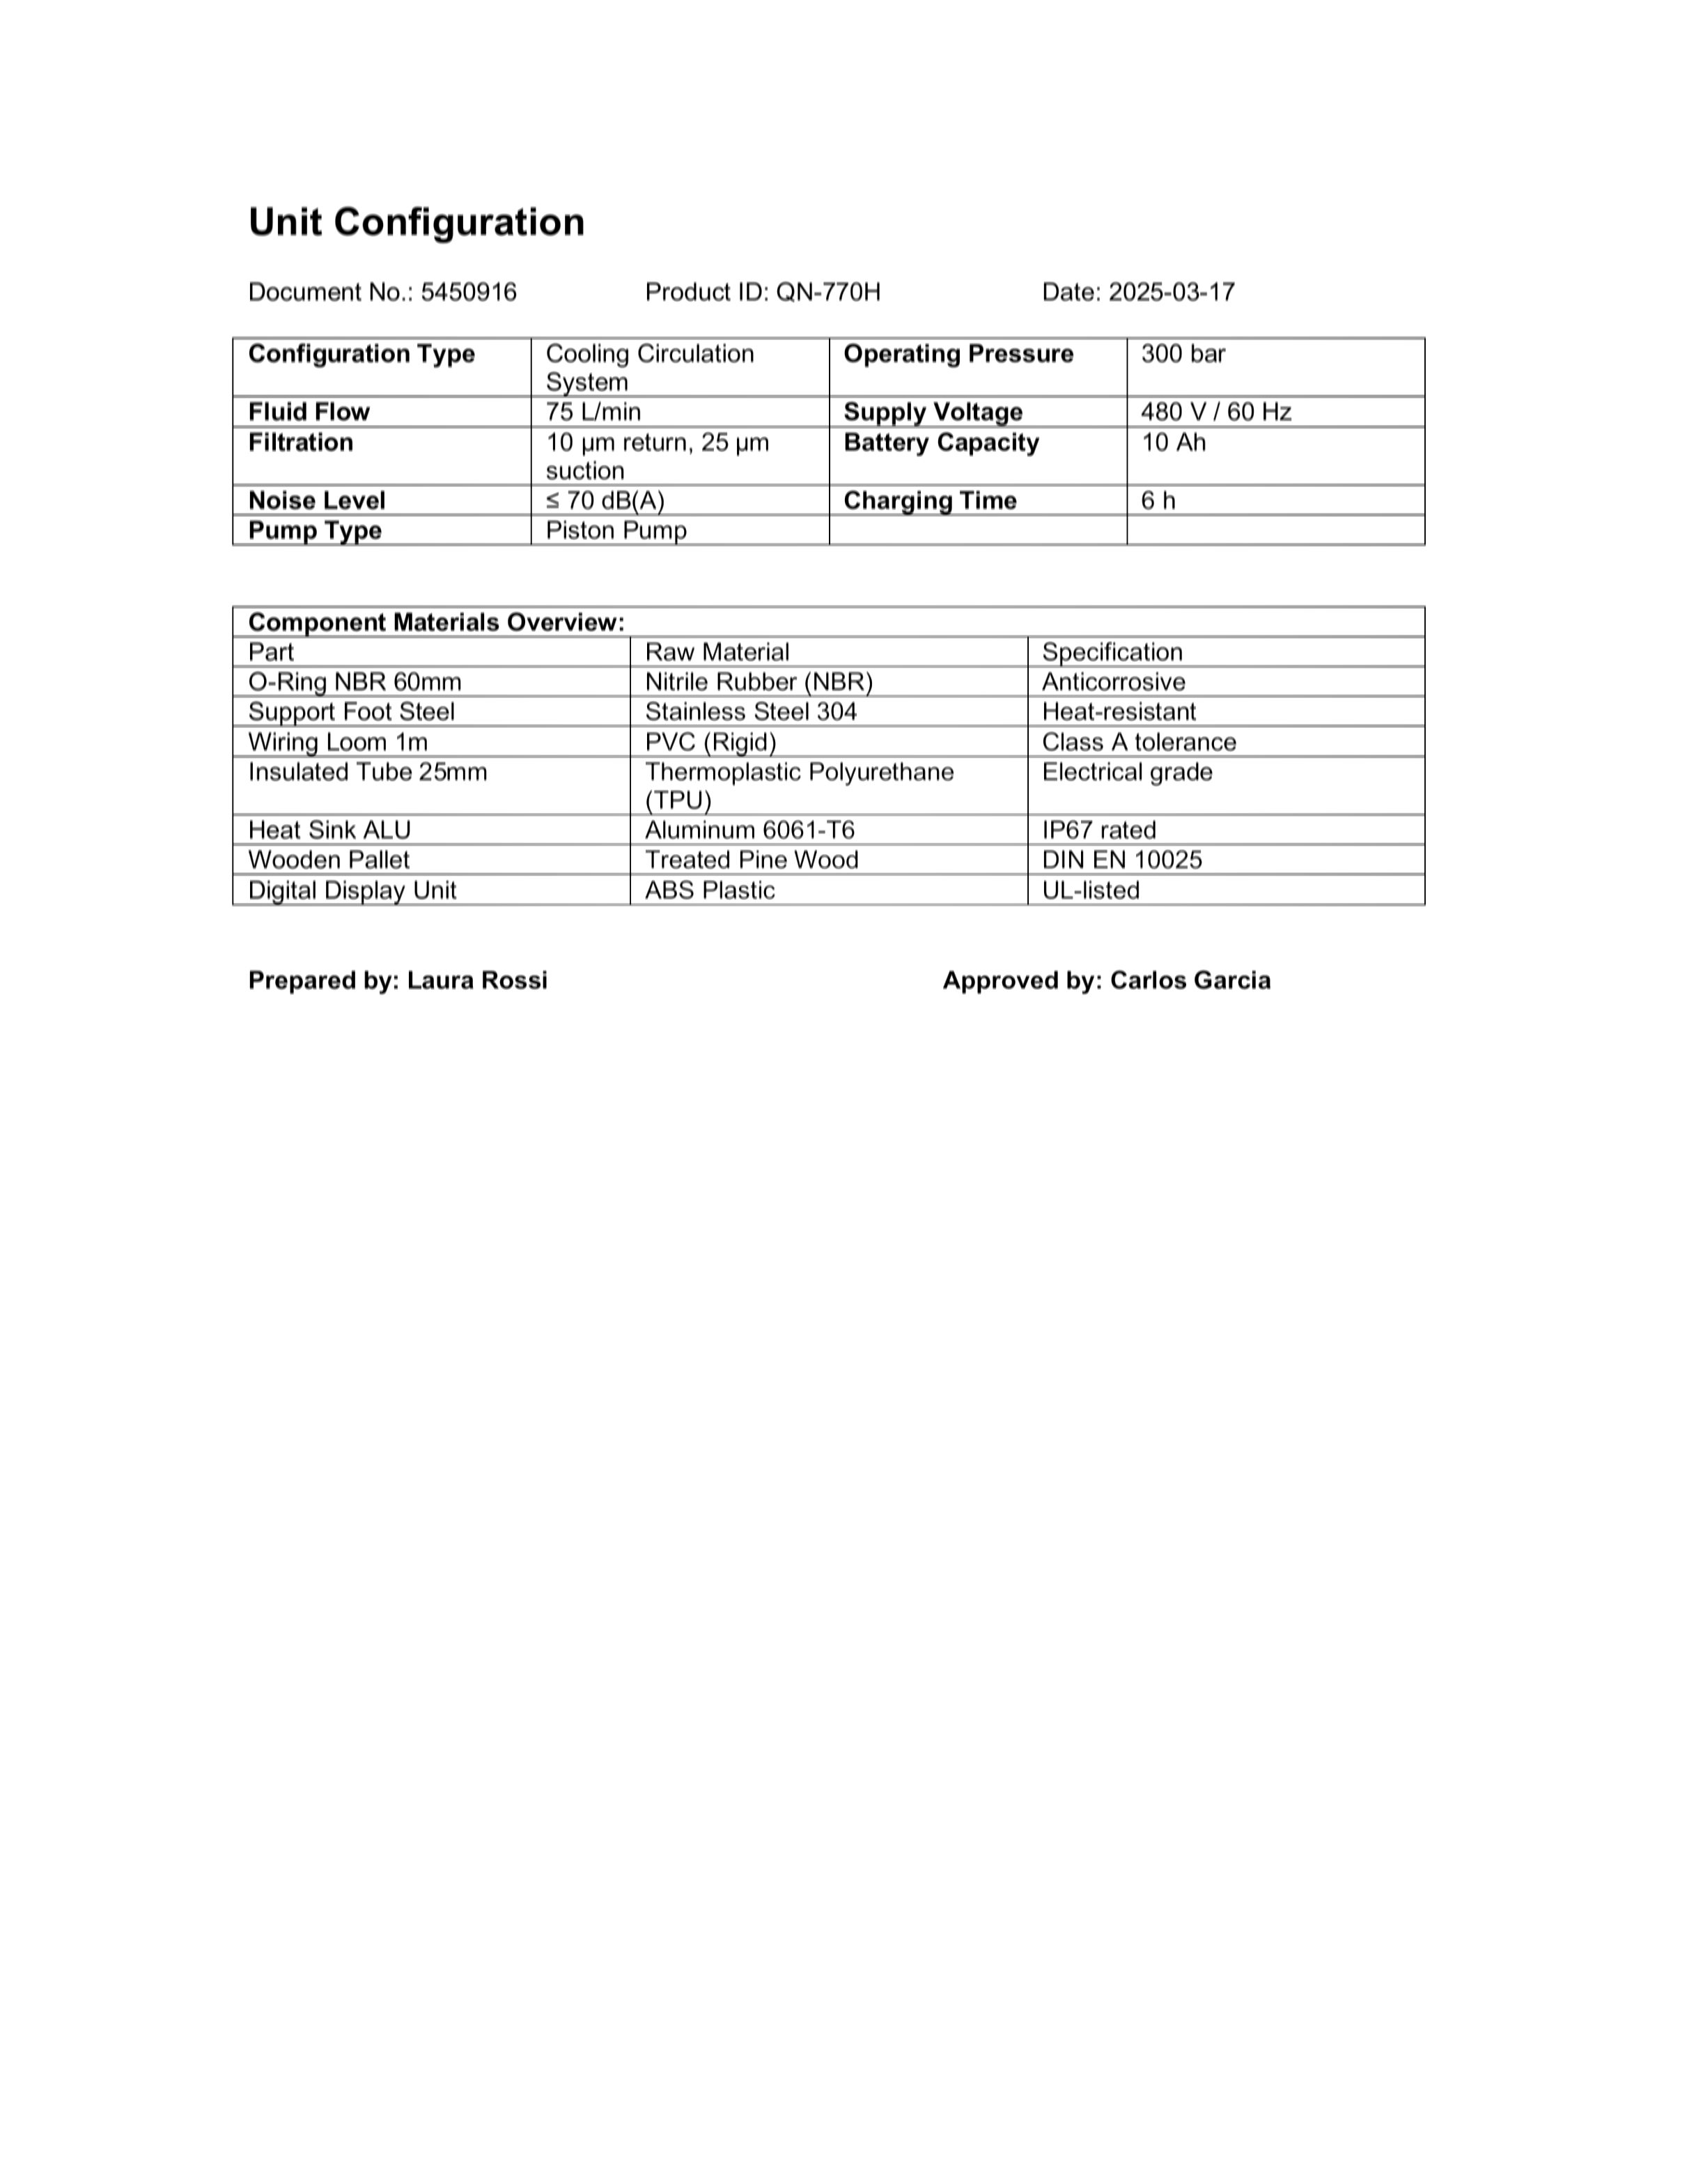 Unit Configuration
Document No.: 5450916 Product ID: QN-770H Date: 2025-03-17
Configuration Type Cooling Circulation System Operating Pressure 300 bar
Fluid Flow 75 L/min Supply Voltage 480 V / 60 Hz
Filtration 10 µm return, 25 µm suction Battery Capacity 10 Ah
Noise Level ≤ 70 dB(A) Charging Time 6 h
Pump Type Piston Pump
Component Materials Overview:
Part Raw Material Specification
O-Ring NBR 60mm Nitrile Rubber (NBR) Anticorrosive
Support Foot Steel Stainless Steel 304 Heat-resistant
Wiring Loom 1m PVC (Rigid) Class A tolerance
Insulated Tube 25mm Thermoplastic Polyurethane (TPU) Electrical grade
Heat Sink ALU Aluminum 6061-T6 IP67 rated
Wooden Pallet Treated Pine Wood DIN EN 10025
Digital Display Unit ABS Plastic UL-listed
Prepared by: Laura Rossi Approved by: Carlos Garcia